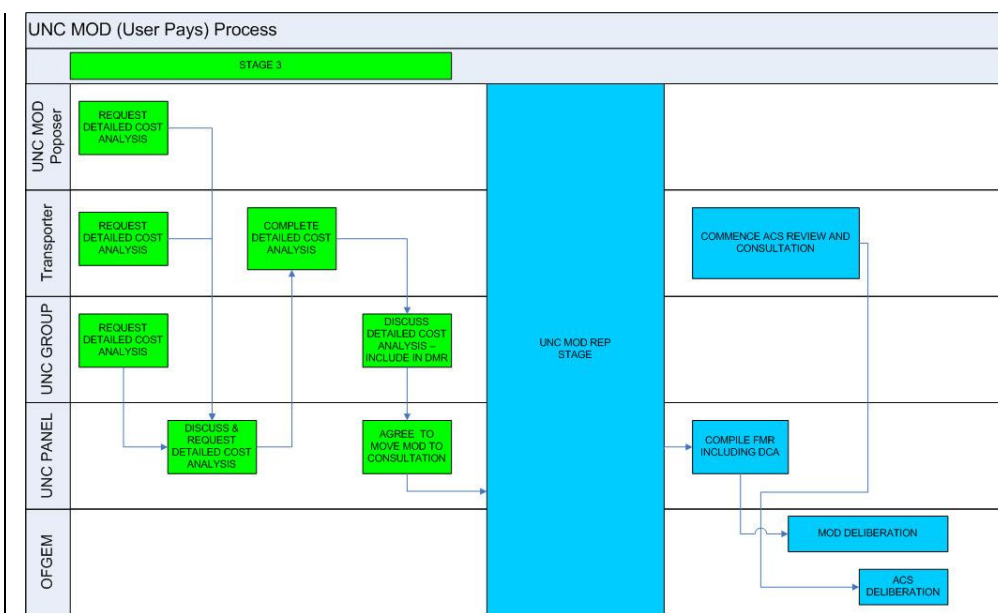 UNC MOD (User Pays) Process
STAGE 3
UNC MOD
Poposer
REQUEST
DETAILED COST
ANALYSIS
Transporter
REQUEST
DETAILED COST
ANALYSIS
COMPLETE
DETAILED COST
ANALYSIS
COMMENCE ACS REVIEW AND
CONSULTATION
UNC GROUP
REQUEST
DETAILED COST
ANALYSIS
DISCUSS
DETAILED COST
ANALYSIS –
INCLUDE IN DMR
UNC MOD REP
STAGE
UNC PANEL
DISCUSS &
REQUEST
DETAILED COST
ANALYSIS
AGREE TO
MOVE MOD TO
CONSULTATION
COMPILE FMR
INCLUDING DCA
OFGEM
MOD DELIBERATION
ACS
DELIBERATION